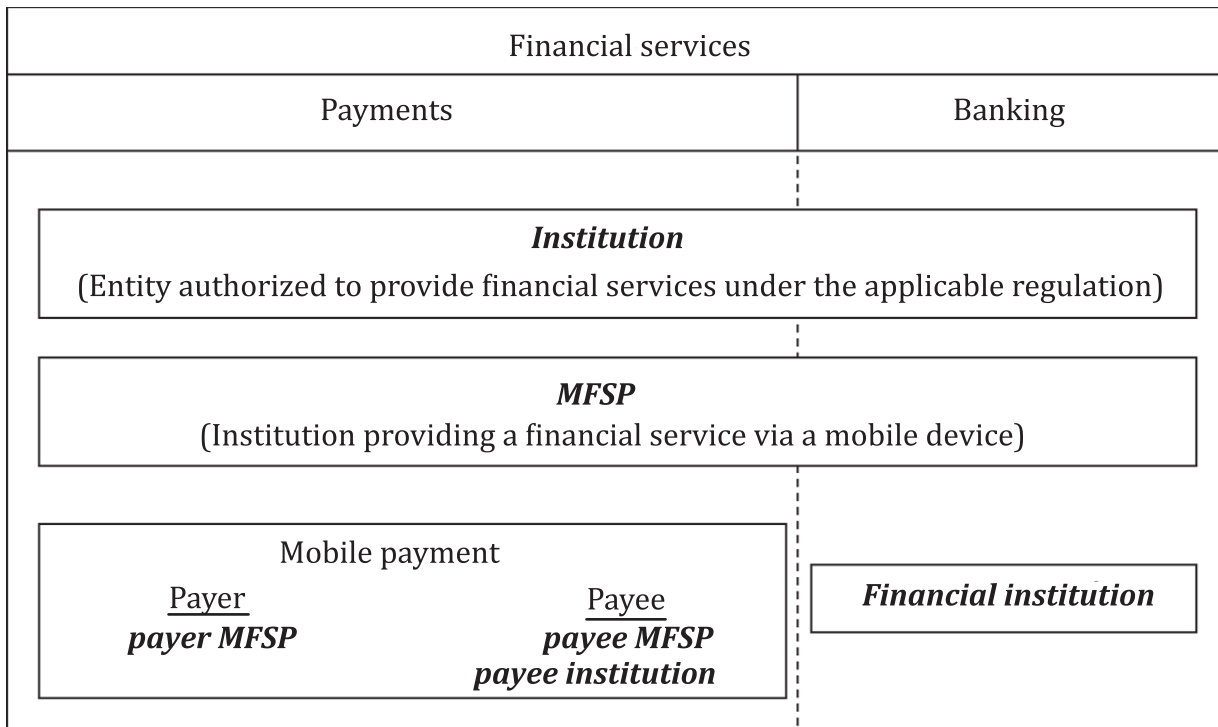 Financial services
Payments
Banking
Institution
(Entity authorized to provide financial services under the applicable regulation)
MFSP
(Institution providing a financial service via a mobile device)
Mobile payment
Payer
payer MFSP
Payee
payee MFSP
payee institution
Financial institution